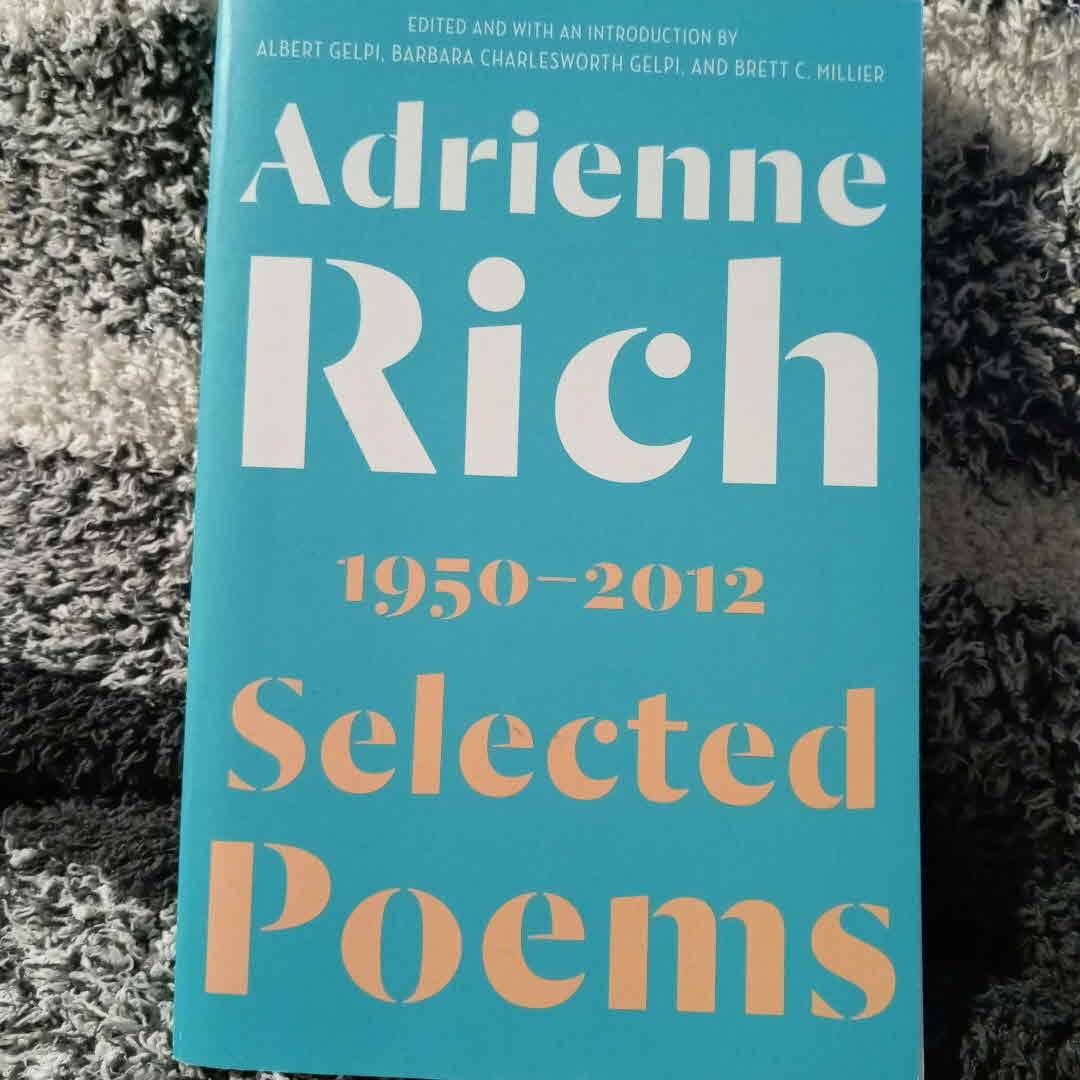 EDITED AND WITH AN INTRODUCTION BY
ALBERT GELPI, BARBARA CHARLESWORTH GELPI, AND BRETT C. MILLIER
Adrienne
Rich
1950–2012
Selected
Poems